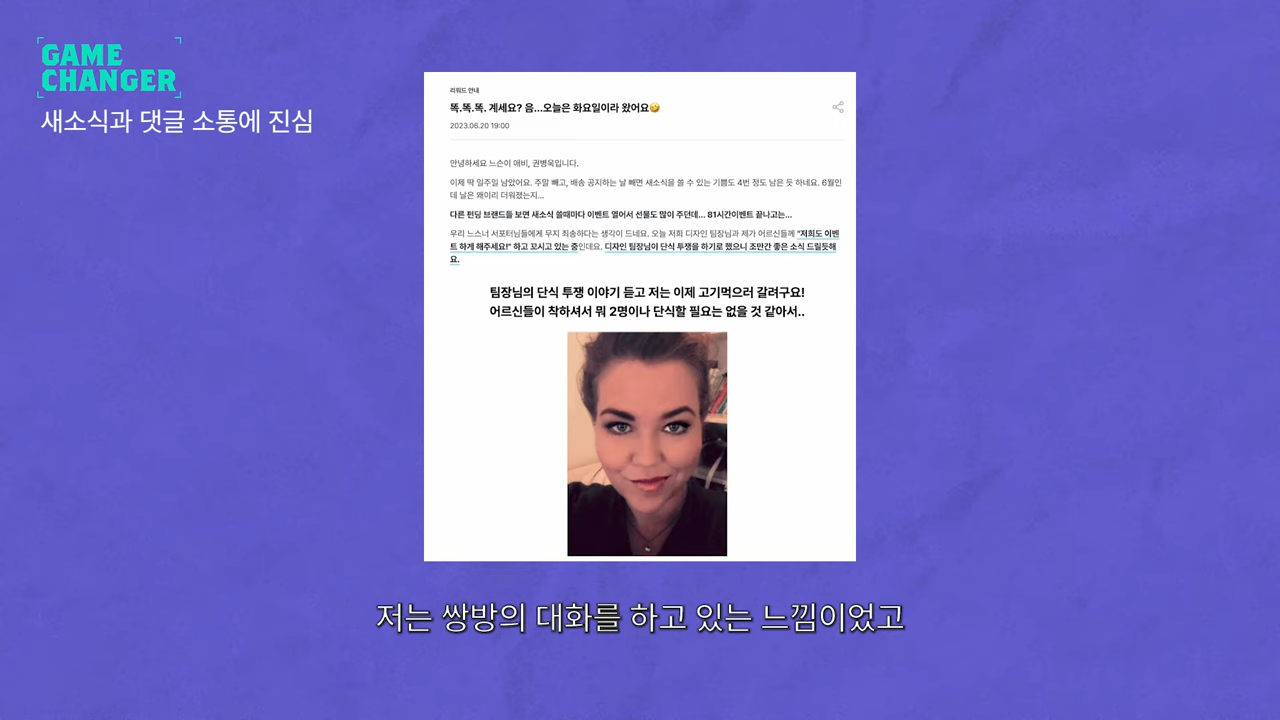 GAME
CHANGER
새소식과 댓글 소통에 진심
리워드 안내
똑.똑.똑. 계세요? 음...오늘은 화요일이라 왔어요🤣
2023.06.20 19:00
안녕하세요 느슨이 애비, 권병욱입니다.
이제 딱 일주일 남았어요. 주말 빼고, 배송 공지하는 날 빼면 새소식을 쓸 수 있는 기쁨도 4번 정도 남은 듯 하네요. 6월인
데 날은 왜이리 더워졌는지...
다른 펀딩 브랜드들 보면 새소식 쓸때마다 이벤트 열어서 선물도 많이 주던데... 81시간이벤트 끝나고는...
우리 느스너 서포터님들에게 무지 죄송하다는 생각이 드네요. 오늘 저희 디자인 팀장님과 제가 어르신들께 "저희도 이벤
트 하게 해주세요!" 하고 꼬시고 있는 중인데요. 디자인 팀장님이 단식 투쟁을 하기로 했으니 조만간 좋은 소식 드릴듯해
요.
팀장님의 단식 투쟁 이야기 듣고 저는 이제 고기먹으러 갈려구요!
어르신들이 착하셔서 뭐 2명이나 단식할 필요는 없을 것 같아서..
저는 쌍방의 대화를 하고 있는 느낌이었고